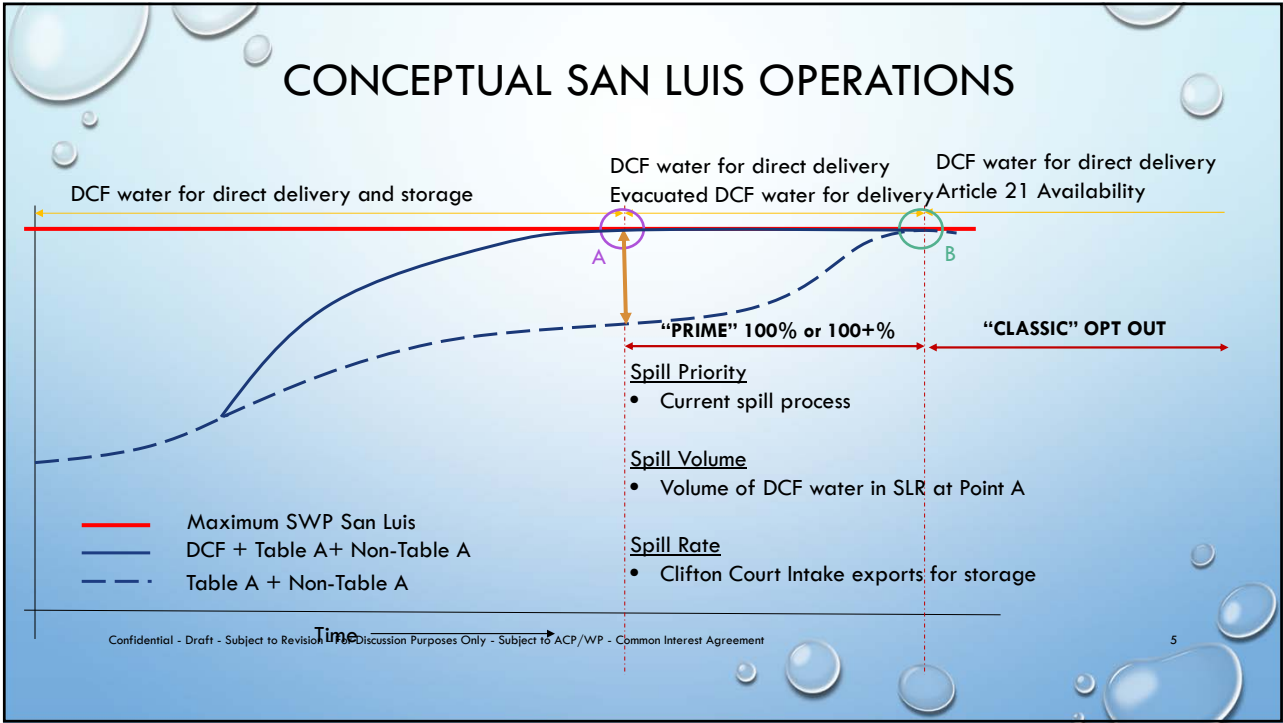 CONCEPTUAL SAN LUIS OPERATIONS
DCF water for direct delivery and storage
DCF water for direct delivery
Evacuated DCF water for delivery
DCF water for direct delivery
Article 21 Availability
A
B
“PRIME” 100% or 100+%
“CLASSIC” OPT OUT
Spill Priority
• Current spill process
Spill Volume
• Volume of DCF water in SLR at Point A
Spill Rate
• Clifton Court Intake exports for storage
Maximum SWP San Luis
DCF + Table A+ Non-Table A
Table A + Non-Table A
Time
Confidential - Draft - Subject to Revision - For Discussion Purposes Only - Subject to ACP/WP - Common Interest Agreement
5